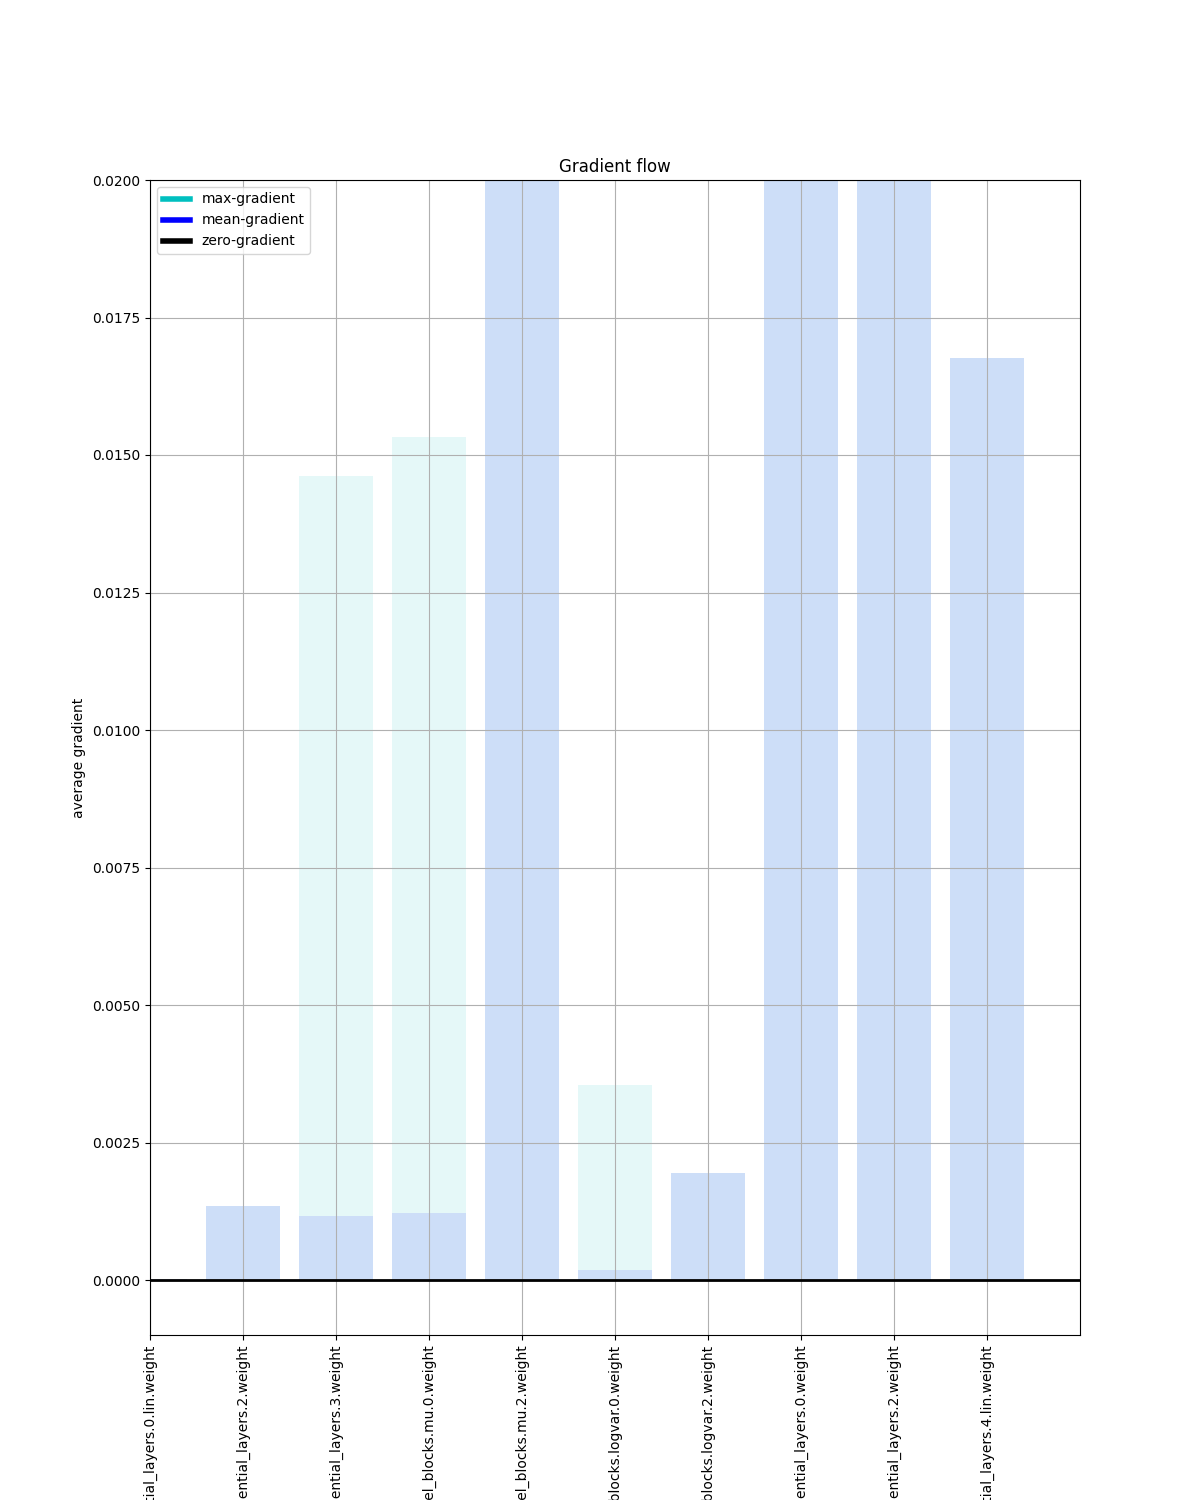 Gradient flow
max-gradient
mean-gradient
zero-gradient
0.0200
0.0175
0.0150
0.0125
0.0100
0.0075
0.0050
0.0025
0.0000
average gradient
tial_layers.0.lin.weight
ential_layers.2.weight
ential_layers.3.weight
el_blocks.mu.0.weight
el_blocks.mu.2.weight
blocks.logvar.0.weight
blocks.logvar.2.weight
ential_layers.0.weight
ential_layers.2.weight
tial_layers.4.lin.weight